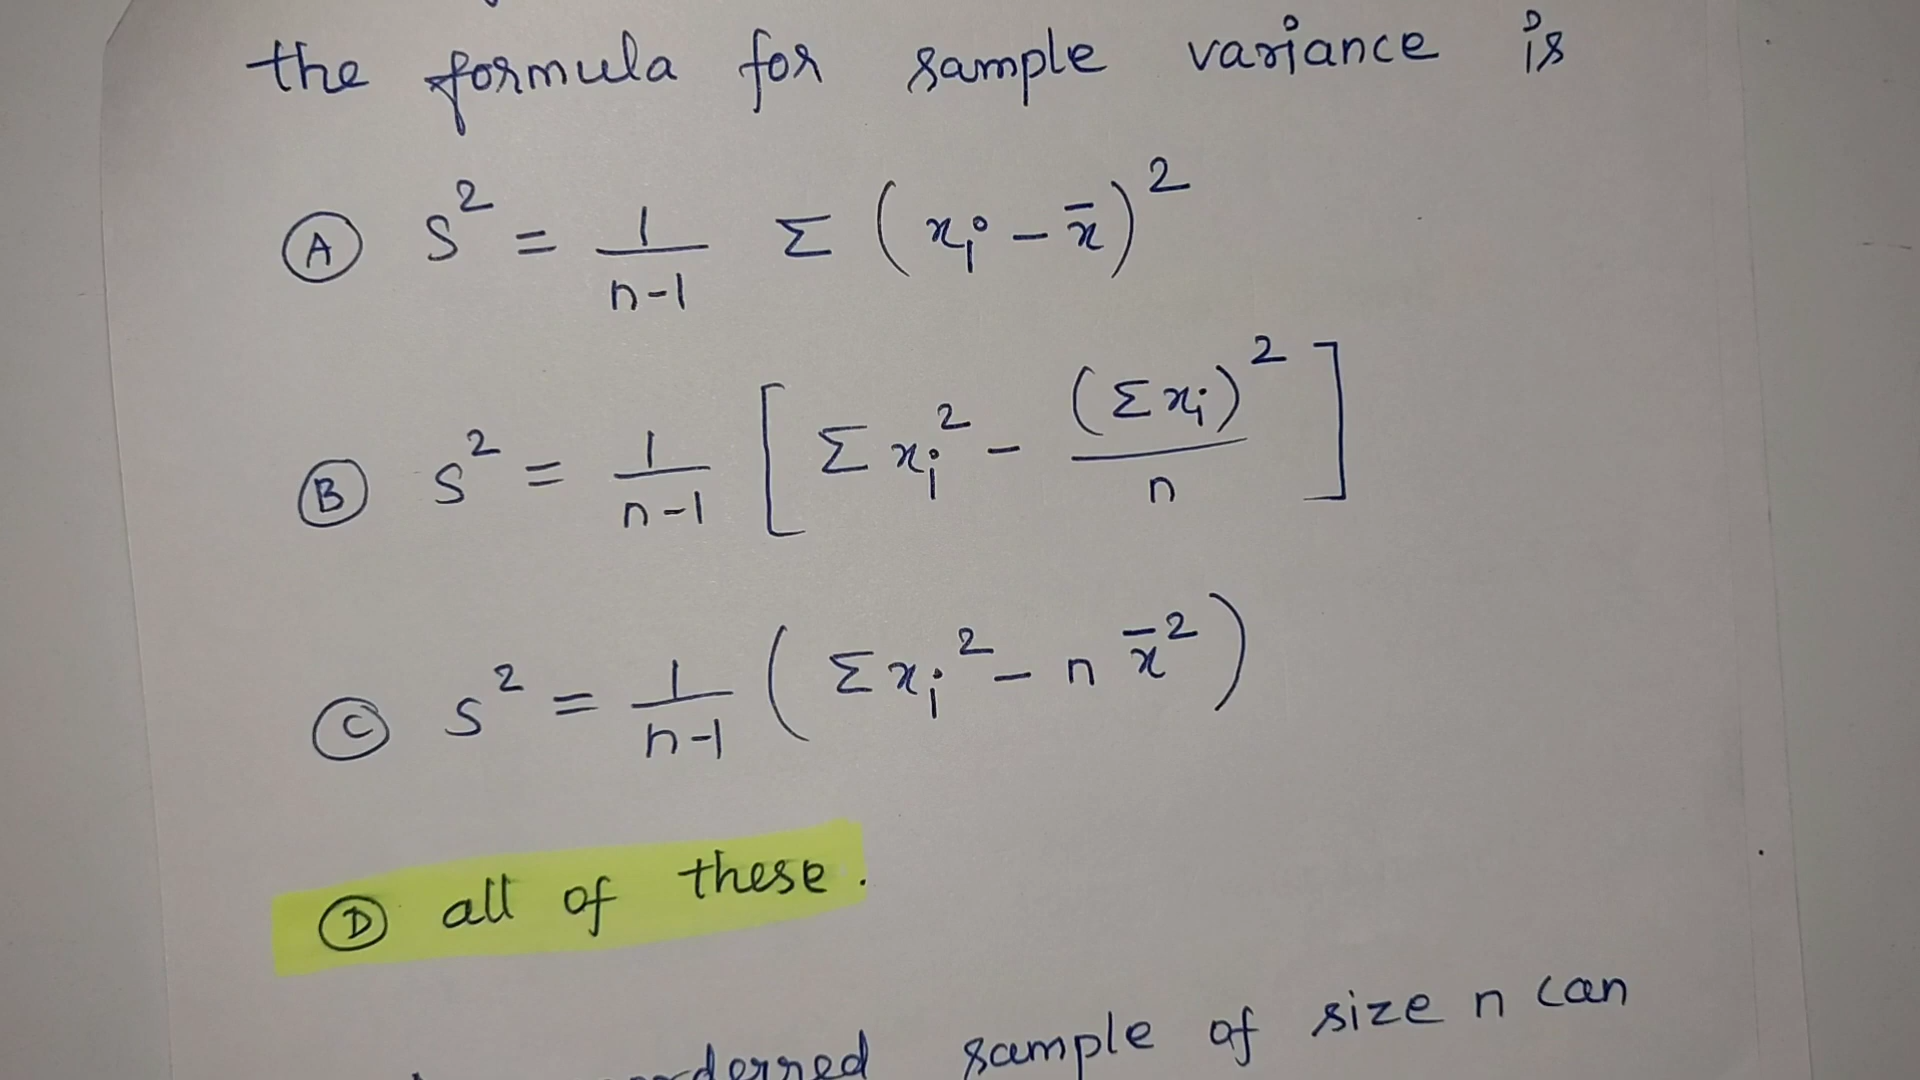 the formula for sample variance is
(A) S² = 1/(n-1) Σ (xᵢ - x̄)²
(B) s² = 1/(n-1) [Σ xᵢ² - (Σ xᵢ)²/n]
(C) s² = 1/(n-1) (Σ xᵢ² - n x̄²)
(D) all of these.
sample of size n can